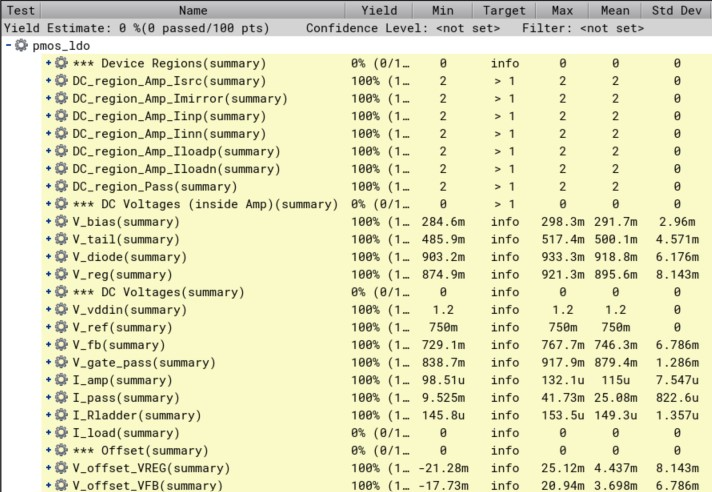 Test Name Yield Min Target Max Mean Std Dev
Yield Estimate: 0 %(0 passed/100 pts) Confidence Level: <not set> Filter: <not set>
- pmos_ldo
+ *** Device Regions(summary) 0% (0/1… 0 info 0 0 0
+ DC_region_Amp_Isrc(summary) 100% (1… 2 > 1 2 2 0
+ DC_region_Amp_Imirror(summary) 100% (1… 2 > 1 2 2 0
+ DC_region_Amp_Iinp(summary) 100% (1… 2 > 1 2 2 0
+ DC_region_Amp_Iinn(summary) 100% (1… 2 > 1 2 2 0
+ DC_region_Amp_Iloadp(summary) 100% (1… 2 > 1 2 2 0
+ DC_region_Amp_Iloadn(summary) 100% (1… 2 > 1 2 2 0
+ DC_region_Pass(summary) 100% (1… 2 > 1 2 2 0
+ *** DC Voltages (inside Amp)(summary) 0% (0/1… 0 > 1 0 0 0
+ V_bias(summary) 100% (1… 284.6m info 298.3m 291.7m 2.96m
+ V_tail(summary) 100% (1… 485.9m info 517.4m 500.1m 4.571m
+ V_diode(summary) 100% (1… 903.2m info 933.3m 918.8m 6.176m
+ V_reg(summary) 100% (1… 874.9m info 921.3m 895.6m 8.143m
+ *** DC Voltages(summary) 0% (0/1… 0 info 0 0 0
+ V_vddin(summary) 100% (1… 1.2 info 1.2 1.2 0
+ V_ref(summary) 100% (1… 750m info 750m 750m 0
+ V_fb(summary) 100% (1… 729.1m info 767.7m 746.3m 6.786m
+ V_gate_pass(summary) 100% (1… 838.7m info 917.9m 879.4m 1.286m
+ I_amp(summary) 100% (1… 98.51u info 132.1u 115u 7.547u
+ I_pass(summary) 100% (1… 9.525m info 41.73m 25.08m 822.6u
+ I_Rladder(summary) 100% (1… 145.8u info 153.5u 149.3u 1.357u
+ I_load(summary) 0% (0/1… 0 info 0 0 0
+ *** Offset(summary) 0% (0/1… 0 info 0 0 0
+ V_offset_VREG(summary) 100% (1… -21.28m info 25.12m 4.437m 8.143m
+ V_offset_VFB(summary) 100% (1… -17.73m info 20.94m 3.698m 6.786m